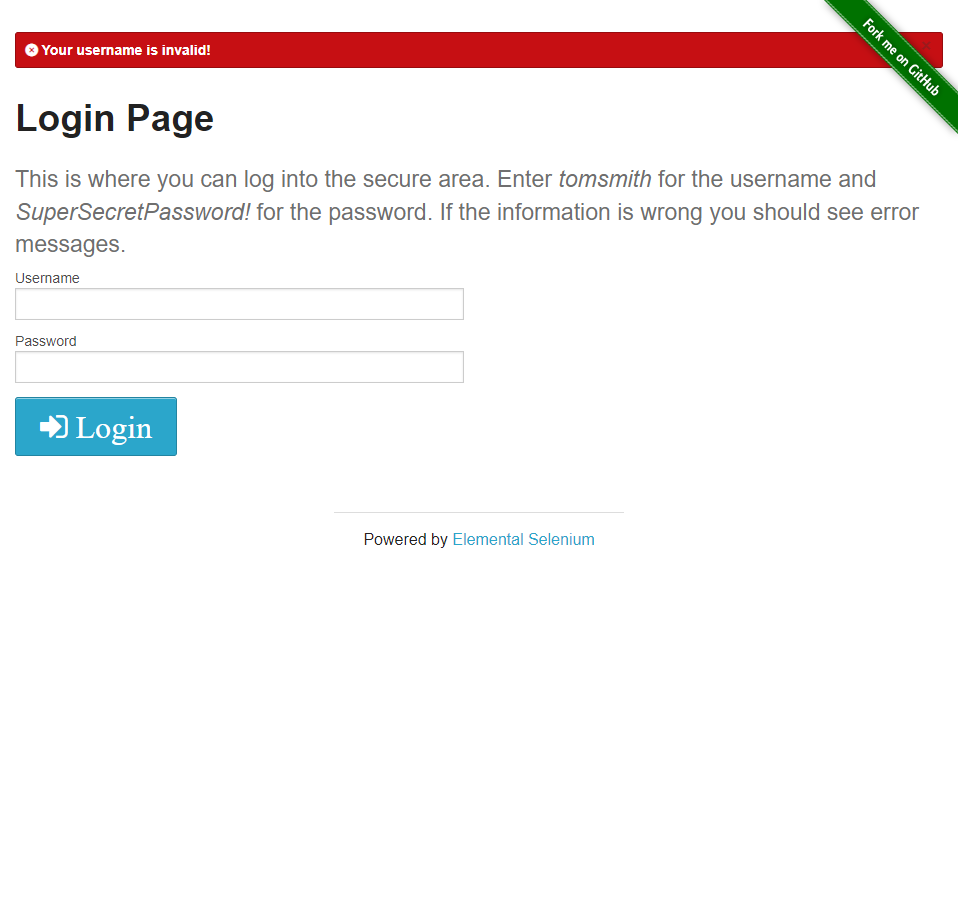 Your username is invalid!
Fork me on GitHub
Login Page
This is where you can log into the secure area. Enter tomsmith for the username and
SuperSecretPassword! for the password. If the information is wrong you should see error
messages.
Username
Password
Login
Powered by Elemental Selenium